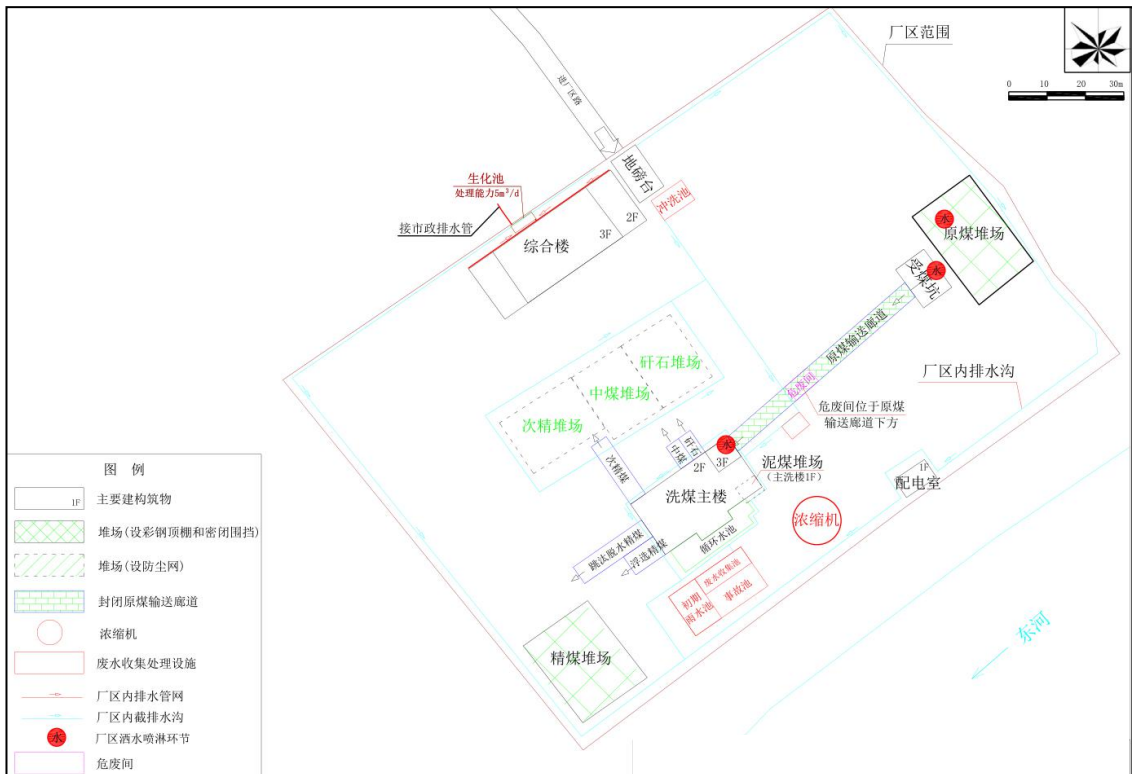 厂区范围
0 10 20 30m
进厂区路
地磅台
冲洗池
生化池
处理能力5m³/d
接市政排水管
2F
3F
综合楼
水
原煤堆场
水
受煤坑
原煤输送廊道
危废间
厂区内排水沟
危废间位于原煤
输送廊道下方
矸石堆场
中煤堆场
次精堆场
次精煤
中煤
矸石
水
2F
3F
洗煤主楼
泥煤堆场
（主洗楼1F）
1F
配电室
浓缩机
循环水池
跳汰脱水精煤
浮选精煤
废水收集池
初期
雨水池
事故池
精煤堆场
东河
图 例
1F
主要建构筑物
堆场(设彩钢顶棚和密闭围挡)
堆场(设防尘网)
封闭原煤输送廊道
浓缩机
废水收集处理设施
厂区内排水管网
厂区内截排水沟
水
厂区洒水喷淋环节
危废间